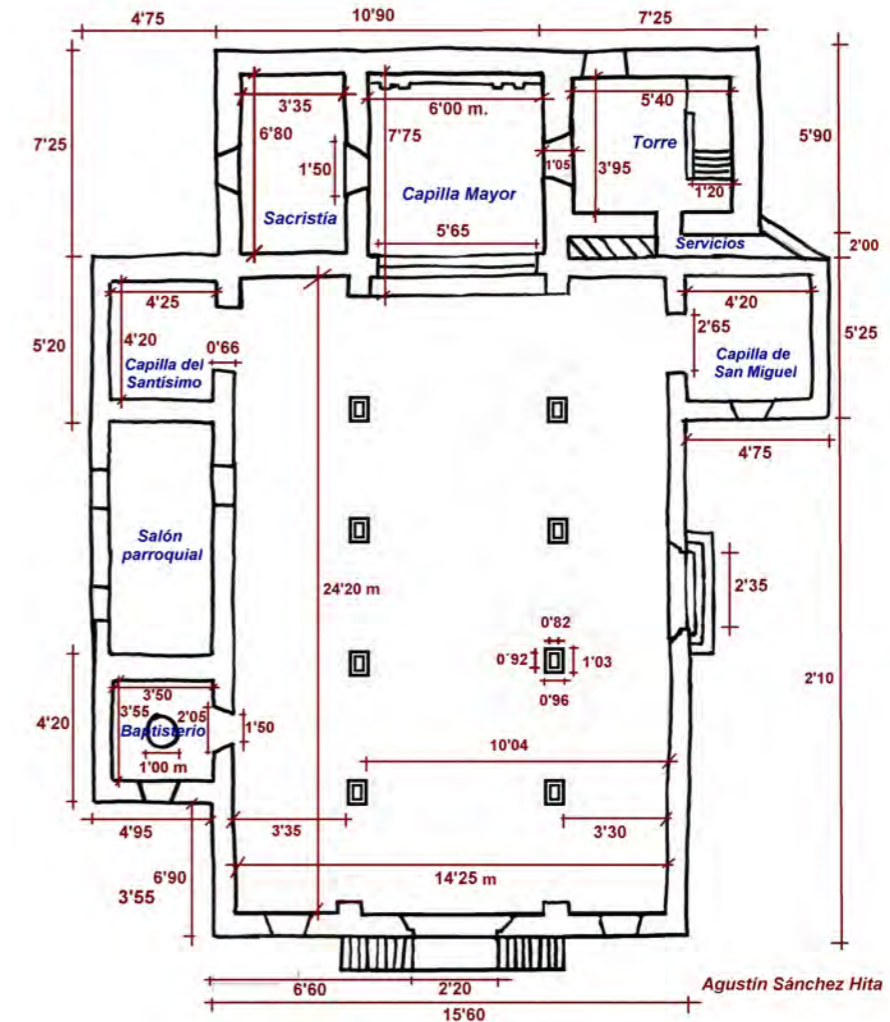 4'75
10'90
7'25
7'25
3'35
6'80
1'50
Sacristía
6'00 m.
7'75
Capilla Mayor
5'65
1'05
5'40
Torre
3'95
1'20
Servicios
5'90
2'00
5'20
4'25
4'20
0'66
Capilla del
Santísimo
4'20
2'65
Capilla de
San Miguel
5'25
4'75
Salón
parroquial
24'20 m
2'35
0'82
0´92
1'03
0'96
2'10
4'20
3'50
3'55
2'05
1'50
Baptisterio
1'00 m
10'04
4'95
3'35
3'30
6'90
3'55
14'25 m
6'60
2'20
15'60
Agustín Sánchez Hita